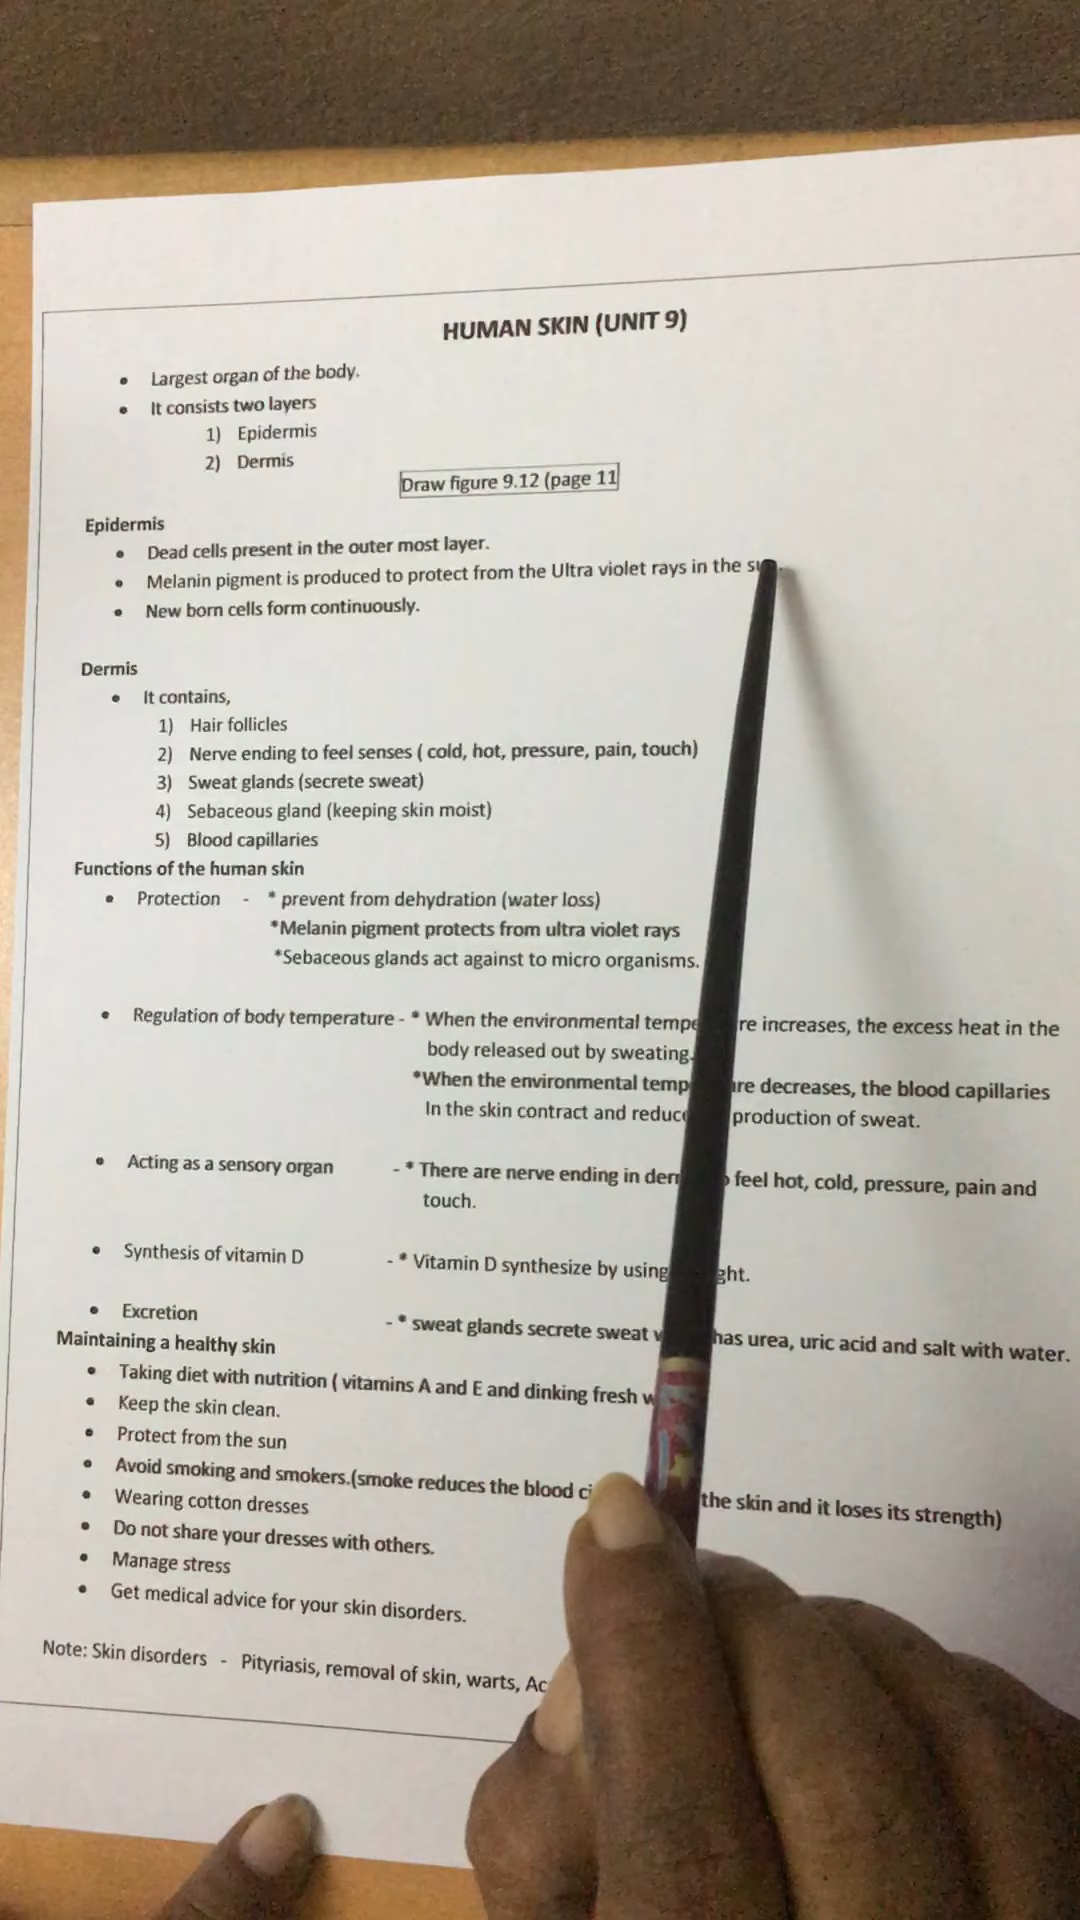 HUMAN SKIN (UNIT 9)
• Largest organ of the body.
• It consists two layers
1) Epidermis
2) Dermis
Draw figure 9.12 (page 11
Epidermis
• Dead cells present in the outer most layer.
• Melanin pigment is produced to protect from the Ultra violet rays in the
• New born cells form continuously.
Dermis
• It contains,
1) Hair follicles
2) Nerve ending to feel senses ( cold, hot, pressure, pain, touch)
3) Sweat glands (secrete sweat)
4) Sebaceous gland (keeping skin moist)
5) Blood capillaries
Functions of the human skin
• Protection - * prevent from dehydration (water loss)
*Melanin pigment protects from ultra violet rays
*Sebaceous glands act against to micro organisms.
• Regulation of body temperature - * When the environmental increases, the excess heat in the
body released out by sweating.
*When the environmental decreases, the blood capillaries
In the skin contract and production of sweat.
• Acting as a sensory organ - * There are nerve ending in feel hot, cold, pressure, pain and
touch.
• Synthesis of vitamin D - * Vitamin D synthesize by using
• Excretion - * sweat glands secrete sweat has urea, uric acid and salt with water.
Maintaining a healthy skin
• Taking diet with nutrition ( vitamins A and E and dinking fresh
• Keep the skin clean.
• Protect from the sun
• Avoid smoking and smokers.(smoke reduces the blood the skin and it loses its strength)
• Wearing cotton dresses
• Do not share your dresses with others.
• Manage stress
• Get medical advice for your skin disorders.
Note: Skin disorders - Pityriasis, removal of skin, warts,